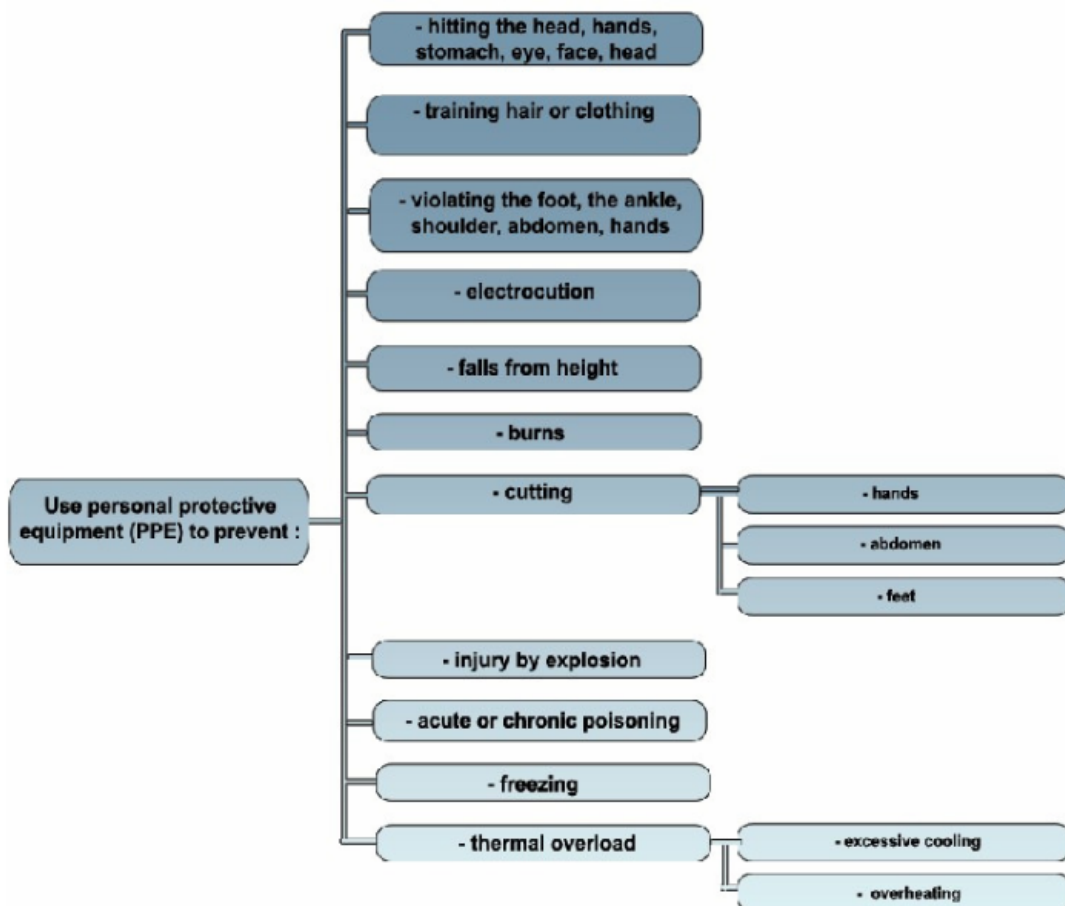 - hitting the head, hands,
stomach, eye, face, head
- training hair or clothing
- violating the foot, the ankle,
shoulder, abdomen, hands
- electrocution
- falls from height
- burns
Use personal protective
equipment (PPE) to prevent :
- cutting
- hands
- abdomen
- feet
- injury by explosion
- acute or chronic poisoning
- freezing
- thermal overload
- excessive cooling
- overheating